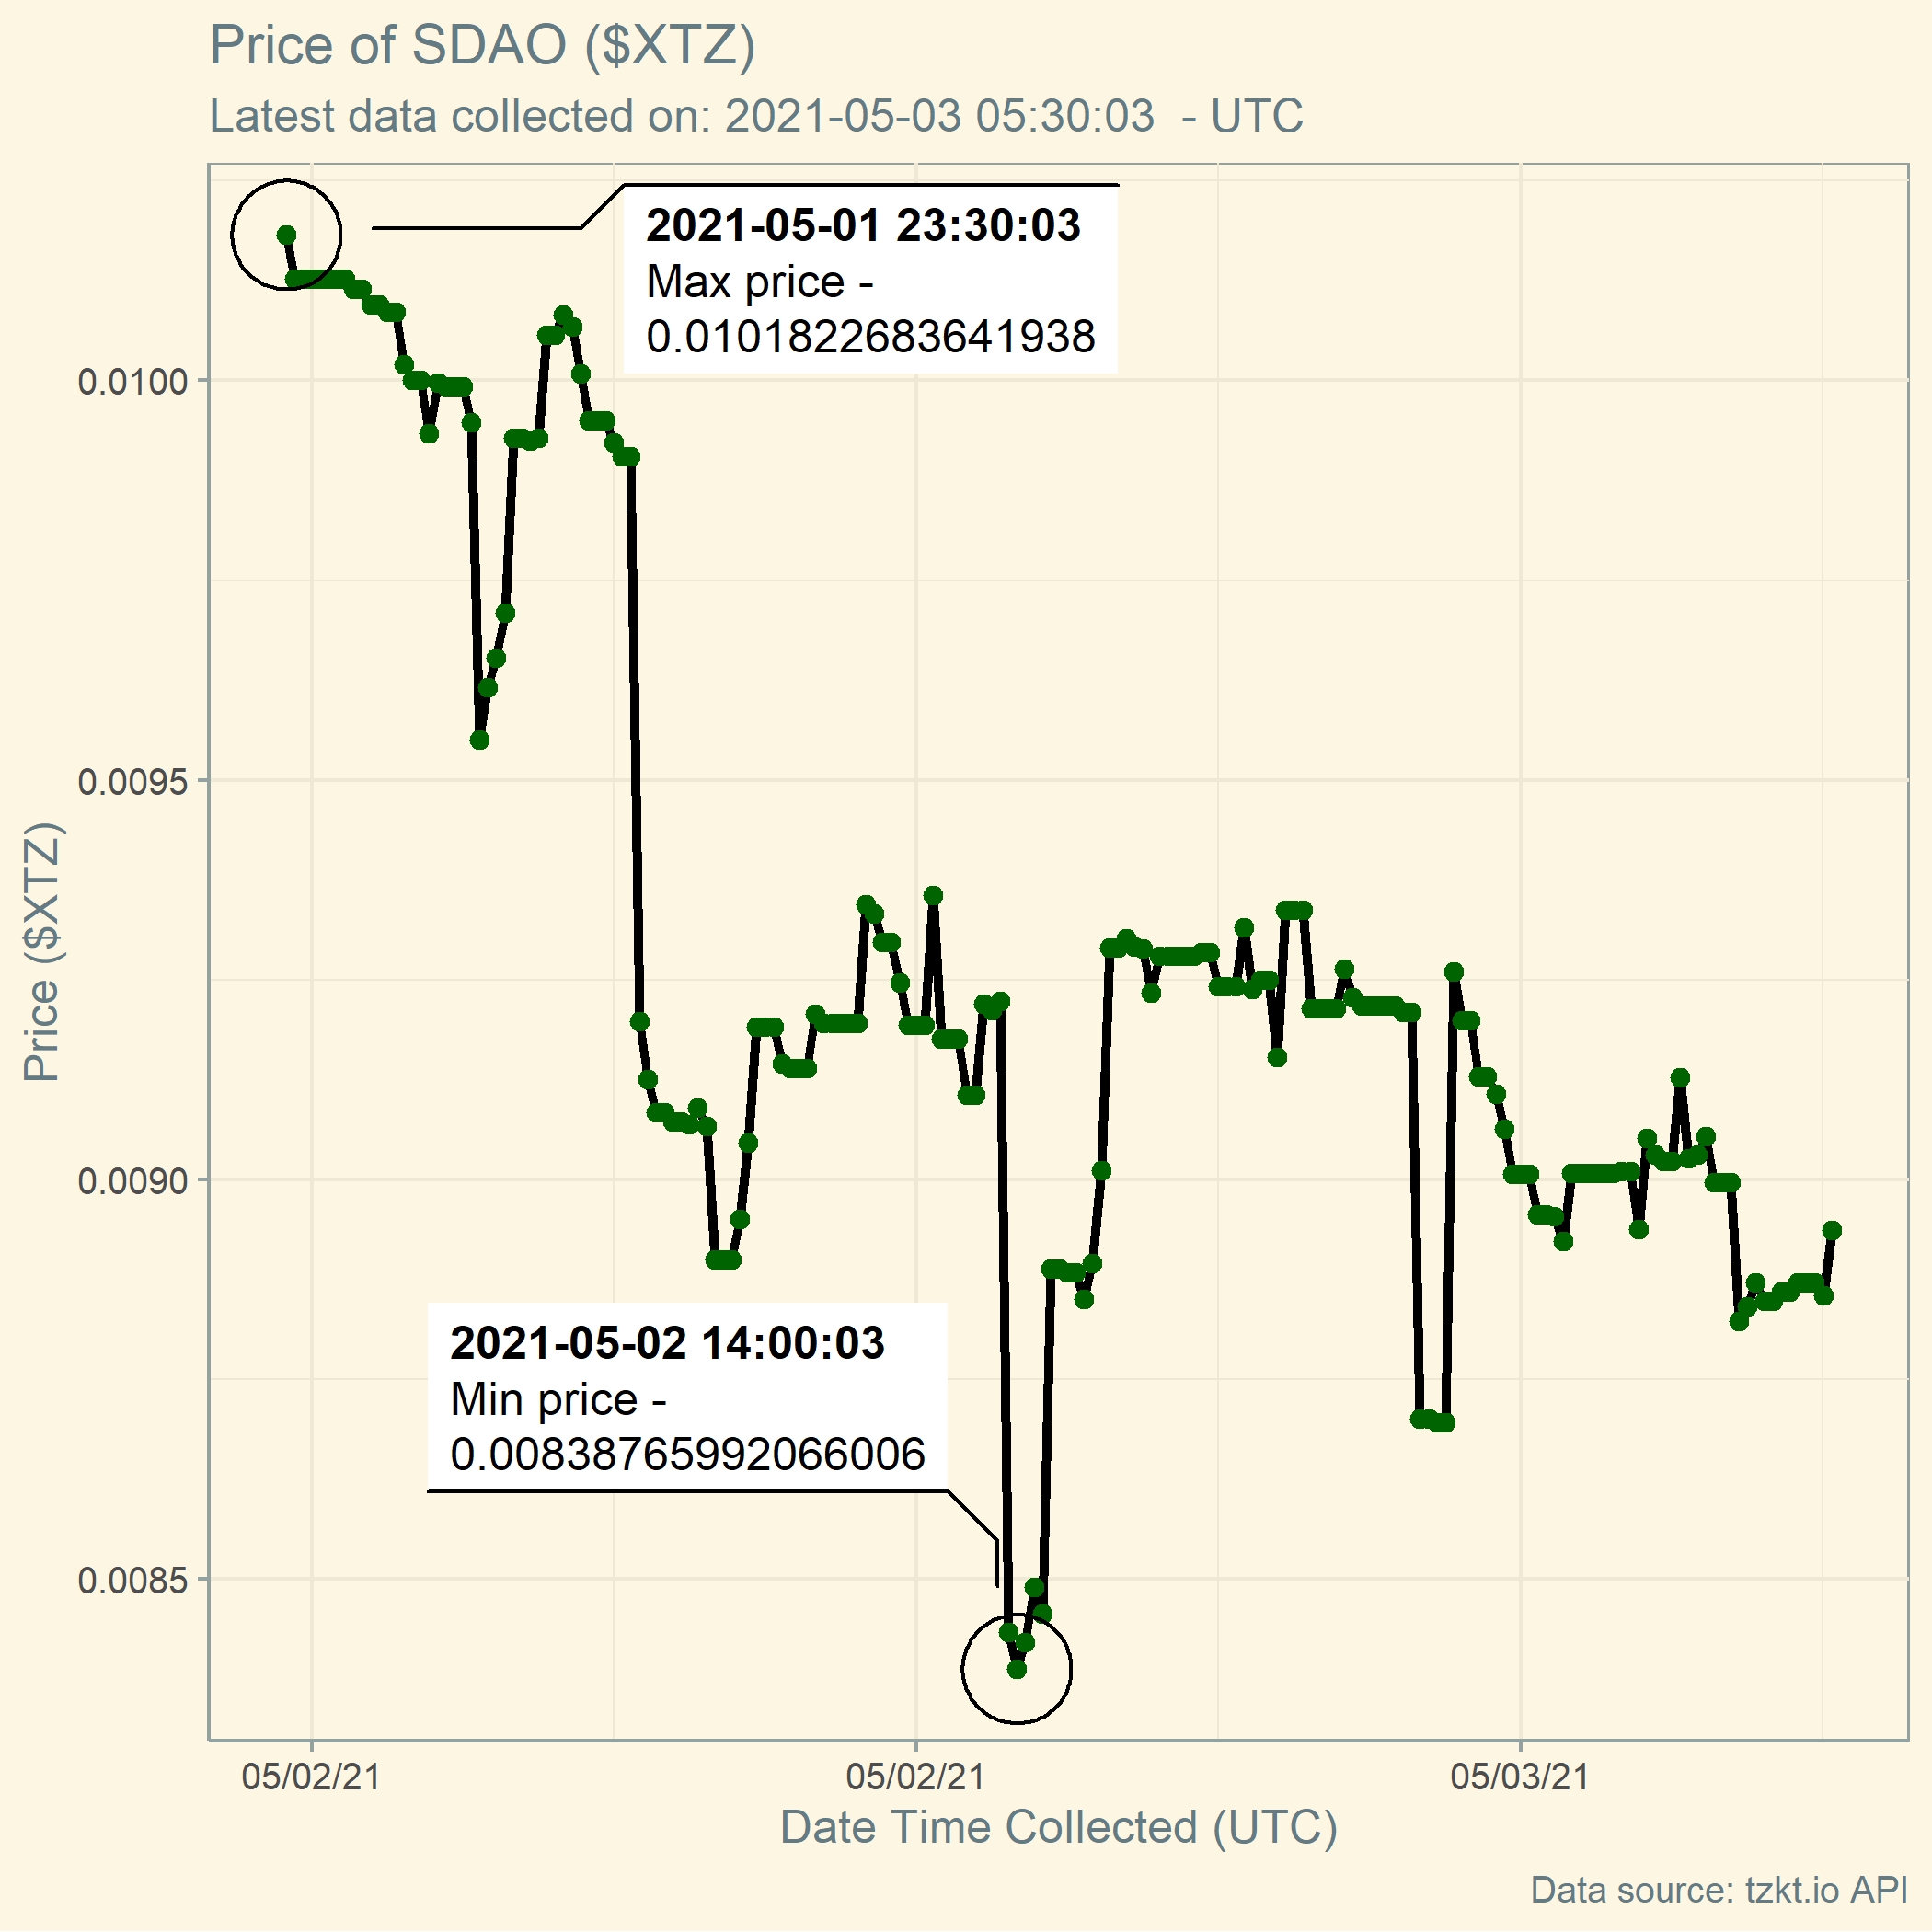 Price of SDAO ($XTZ)
Latest data collected on: 2021-05-03 05:30:03  - UTC
2021-05-01 23:30:03
Max price -
0.0101822683641938
0.0100
0.0095
Price ($XTZ)
0.0090
2021-05-02 14:00:03
Min price -
0.00838765992066006
0.0085
05/02/21 05/02/21 05/03/21
Date Time Collected (UTC)
Data source: tzkt.io API